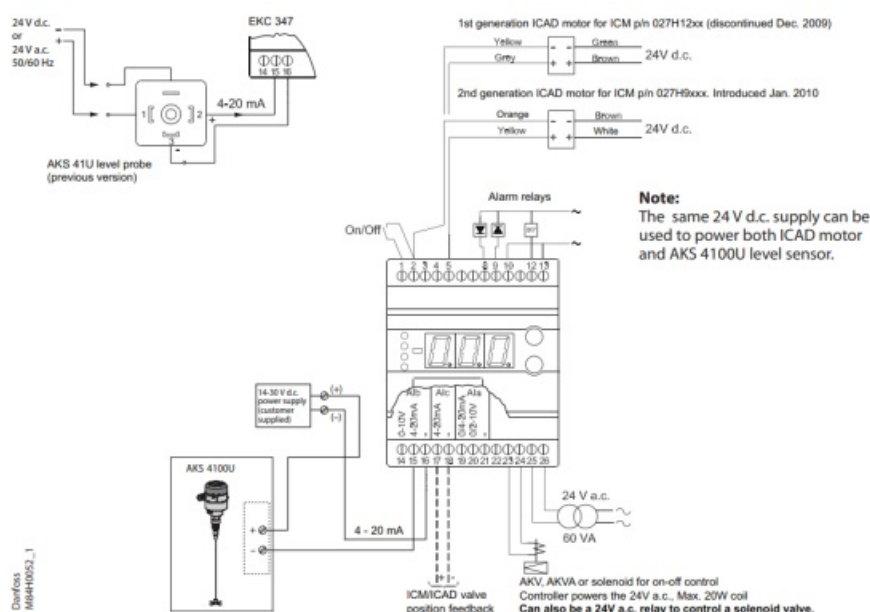 24 V d.c.
or
24 V a.c.
50/60 Hz
EKC 347
14 15 16
4-20 mA
1
2
3
AKS 41U level probe
(previous version)
1st generation ICAD motor for ICM p/n 027H12xx (discontinued Dec. 2009)
Yellow
Green
Grey
Brown
24V d.c.
2nd generation ICAD motor for ICM p/n 027H9xxx. Introduced Jan. 2010
Orange
Brown
Yellow
White
24V d.c.
Note:
The same 24 V d.c. supply can be
used to power both ICAD motor
and AKS 4100U level sensor.
Alarm relays
On/Off
1 2 3 4 5 8 9 10 12 13
AIb AIc AIa
0-10V
4-20mA
4-20mA
0/4-20mA
0/2-10V
14 15 16 17 18 19 20 21 22 23 24 25 26
14-30 V d.c.
power supply
(customer
supplied)
(+)
(-)
AKS 4100U
+
-
4 - 20 mA
+ -
ICM/ICAD valve
position feedback
24 V a.c.
60 VA
AKV, AKVA or solenoid for on-off control
Controller powers the 24V a.c., Max. 20W coil
Can also be a 24V a.c. relay to control a solenoid valve.
Danfoss
M84H0052_1